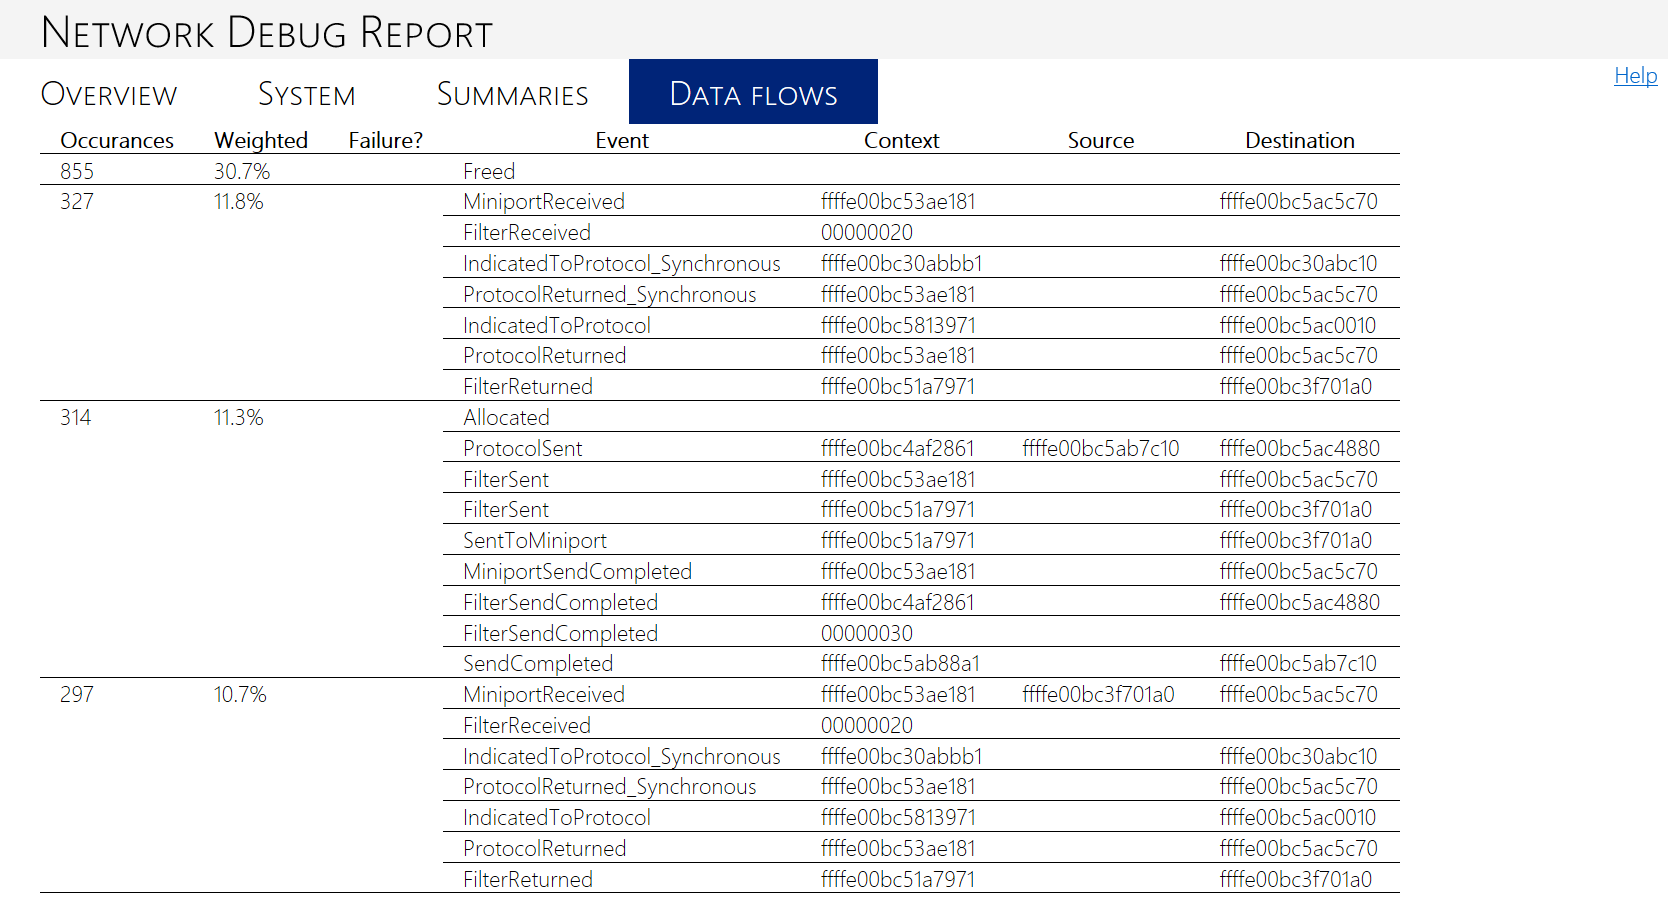 NETWORK DEBUG REPORT
Help
OVERVIEW SYSTEM SUMMARIES DATA FLOWS
Occurances Weighted Failure? Event Context Source Destination
855 30.7% Freed
327 11.8% MiniportReceived ffffe00bc53ae181 ffffe00bc5ac5c70
FilterReceived 00000020
IndicatedToProtocol_Synchronous ffffe00bc30abbb1 ffffe00bc30abc10
ProtocolReturned_Synchronous ffffe00bc53ae181 ffffe00bc5ac5c70
IndicatedToProtocol ffffe00bc5813971 ffffe00bc5ac0010
ProtocolReturned ffffe00bc53ae181 ffffe00bc5ac5c70
FilterReturned ffffe00bc51a7971 ffffe00bc3f701a0
314 11.3% Allocated
ProtocolSent ffffe00bc4af2861 ffffe00bc5ab7c10 ffffe00bc5ac4880
FilterSent ffffe00bc53ae181 ffffe00bc5ac5c70
FilterSent ffffe00bc51a7971 ffffe00bc3f701a0
SentToMiniport ffffe00bc51a7971 ffffe00bc3f701a0
MiniportSendCompleted ffffe00bc53ae181 ffffe00bc5ac5c70
FilterSendCompleted ffffe00bc4af2861 ffffe00bc5ac4880
FilterSendCompleted 00000030
SendCompleted ffffe00bc5ab88a1 ffffe00bc5ab7c10
297 10.7% MiniportReceived ffffe00bc53ae181 ffffe00bc3f701a0 ffffe00bc5ac5c70
FilterReceived 00000020
IndicatedToProtocol_Synchronous ffffe00bc30abbb1 ffffe00bc30abc10
ProtocolReturned_Synchronous ffffe00bc53ae181 ffffe00bc5ac5c70
IndicatedToProtocol ffffe00bc5813971 ffffe00bc5ac0010
ProtocolReturned ffffe00bc53ae181 ffffe00bc5ac5c70
FilterReturned ffffe00bc51a7971 ffffe00bc3f701a0